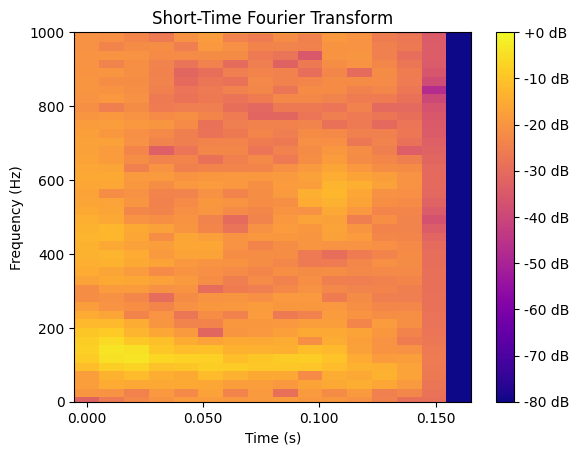 Short-Time Fourier Transform
1000
800
600
400
200
0
Frequency (Hz)
0.000
0.050
0.100
0.150
Time (s)
+0 dB
-10 dB
-20 dB
-30 dB
-40 dB
-50 dB
-60 dB
-70 dB
-80 dB